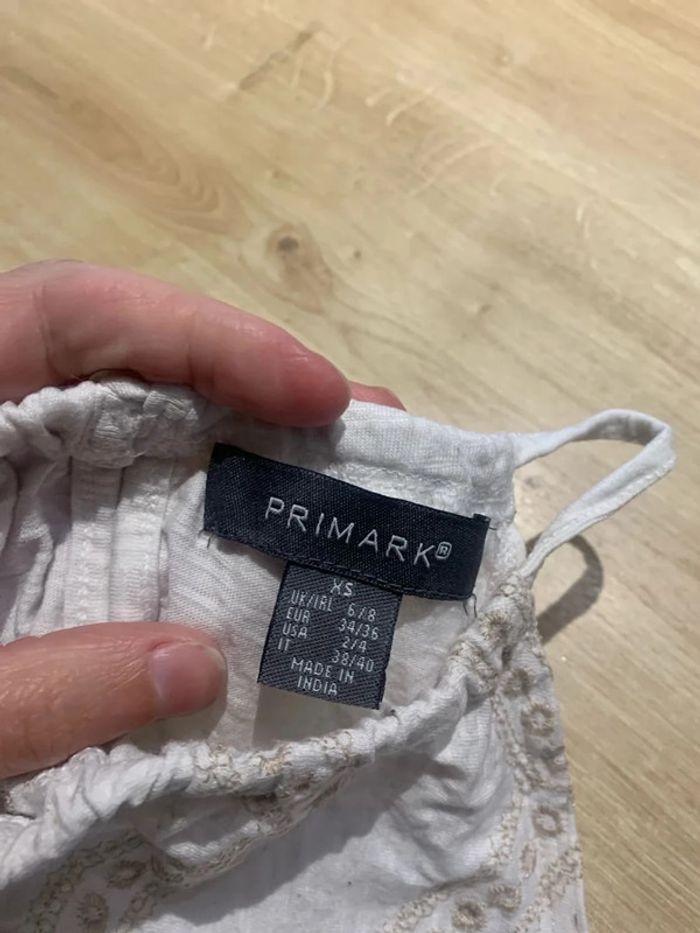 PRIMARK®
XS
UK/IRL 6/8
EUR 34/36
USA 2/4
IT 38/40
MADE IN
INDIA